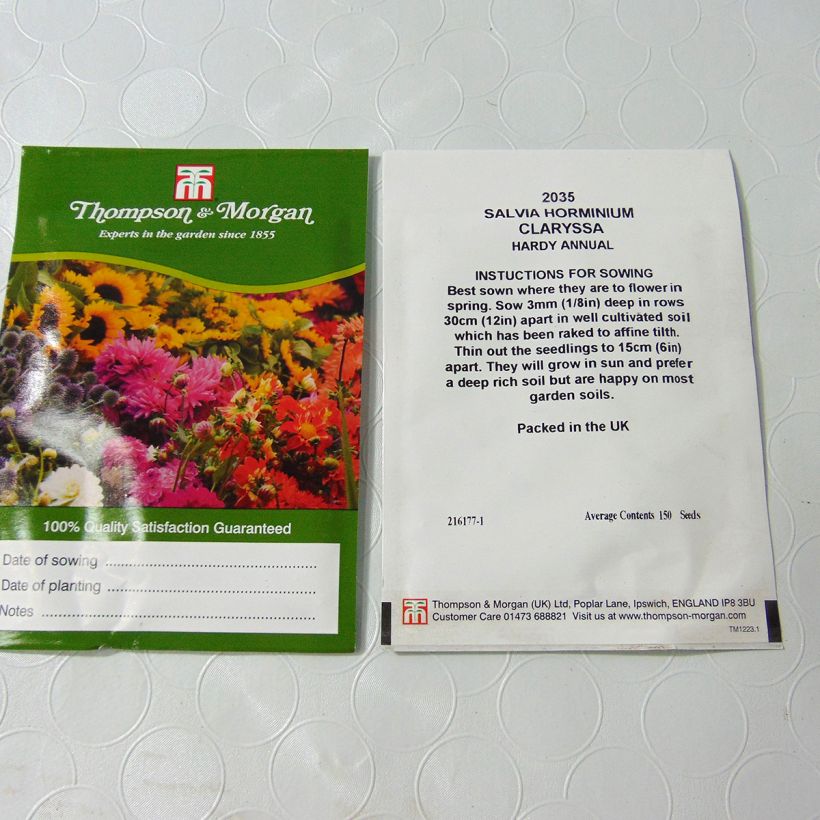 Thompson & Morgan
Experts in the garden since 1855
100% Quality Satisfaction Guaranteed
Date of sowing ..........................................................
Date of planting ........................................................
Notes ........................................................................
2035
SALVIA HORMINIUM
CLARYSSA
HARDY ANNUAL
INSTUCTIONS FOR SOWING
Best sown where they are to flower in
spring. Sow 3mm (1/8in) deep in rows
30cm (12in) apart in well cultivated soil
which has been raked to affine tilth.
Thin out the seedlings to 15cm (6in)
apart. They will grow in sun and prefer
a deep rich soil but are happy on most
garden soils.
Packed in the UK
216177-1 Average Contents 150 Seeds
Thompson & Morgan (UK) Ltd, Poplar Lane, Ipswich, ENGLAND IP8 3BU
Customer Care 01473 688821 Visit us at www.thompson-morgan.com
TM1223.1